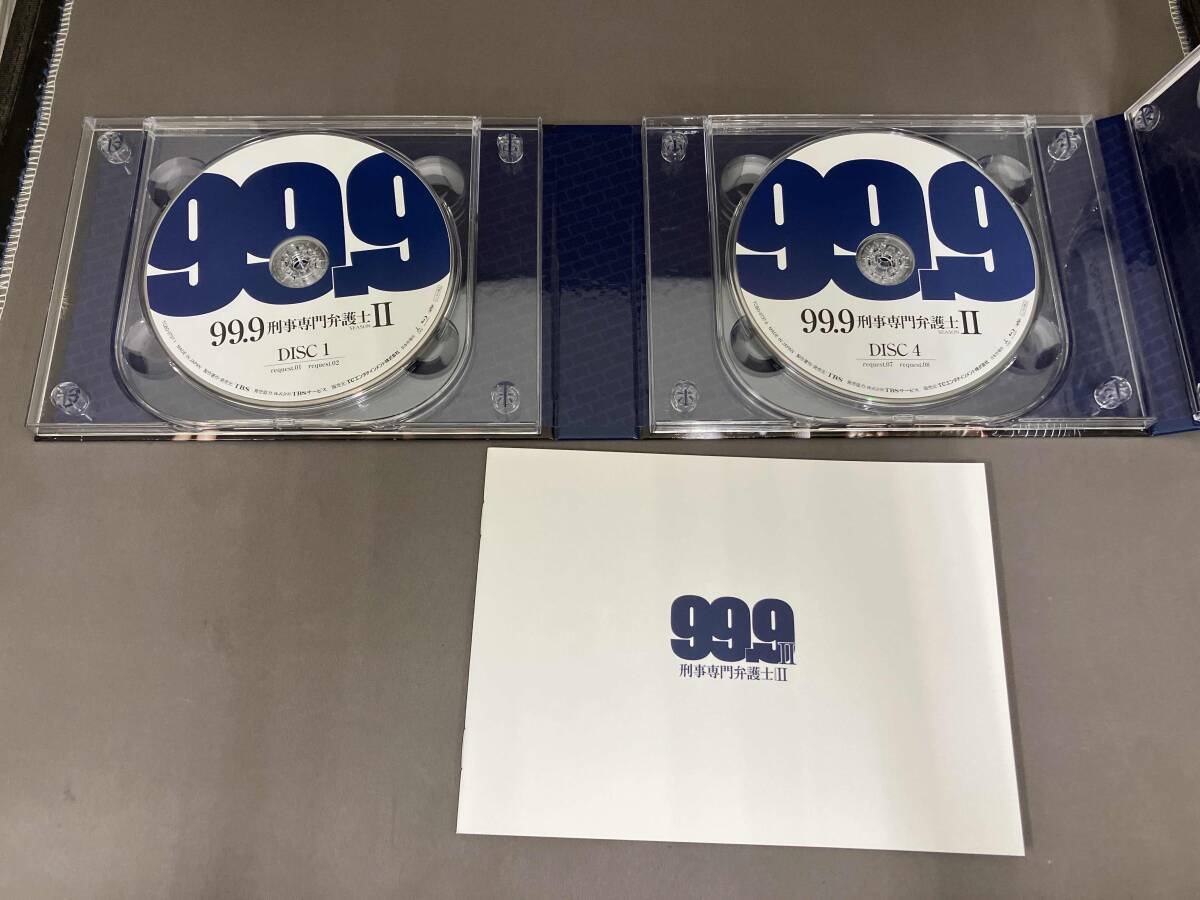 99.9
99.9 刑事専門弁護士 SEASON II
DISC 1
request.01 request.02
99.9
99.9 刑事専門弁護士 SEASON II
DISC 4
request.07 request.08
99.9 II
刑事専門弁護士 II